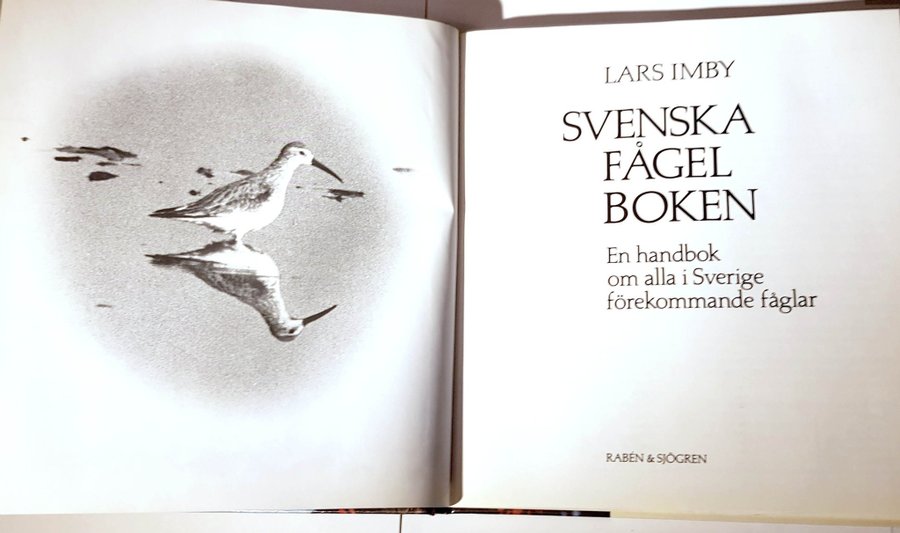 LARS IMBY
SVENSKA
FÅGEL
BOKEN
En handbok
om alla i Sverige
förekommande fåglar
RABÉN & SJÖGREN